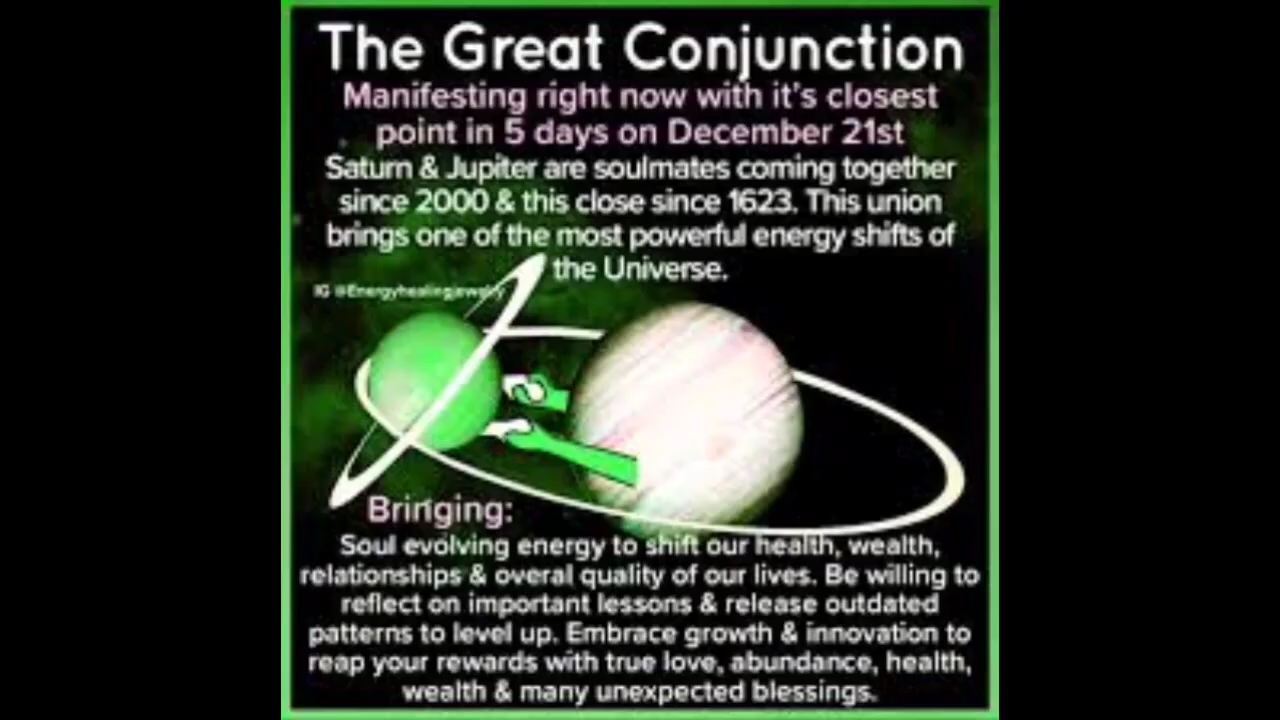 The Great Conjunction
Manifesting right now with it's closest
point in 5 days on December 21st
Saturn & Jupiter are soulmates coming together
since 2000 & this close since 1623. This union
brings one of the most powerful energy shifts of
the Universe.
IG @Energyhealingjewelry
Bringing:
Soul evolving energy to shift our health, wealth,
relationships & overal quality of our lives. Be willing to
reflect on important lessons & release outdated
patterns to level up. Embrace growth & innovation to
reap your rewards with true love, abundance, health,
wealth & many unexpected blessings.